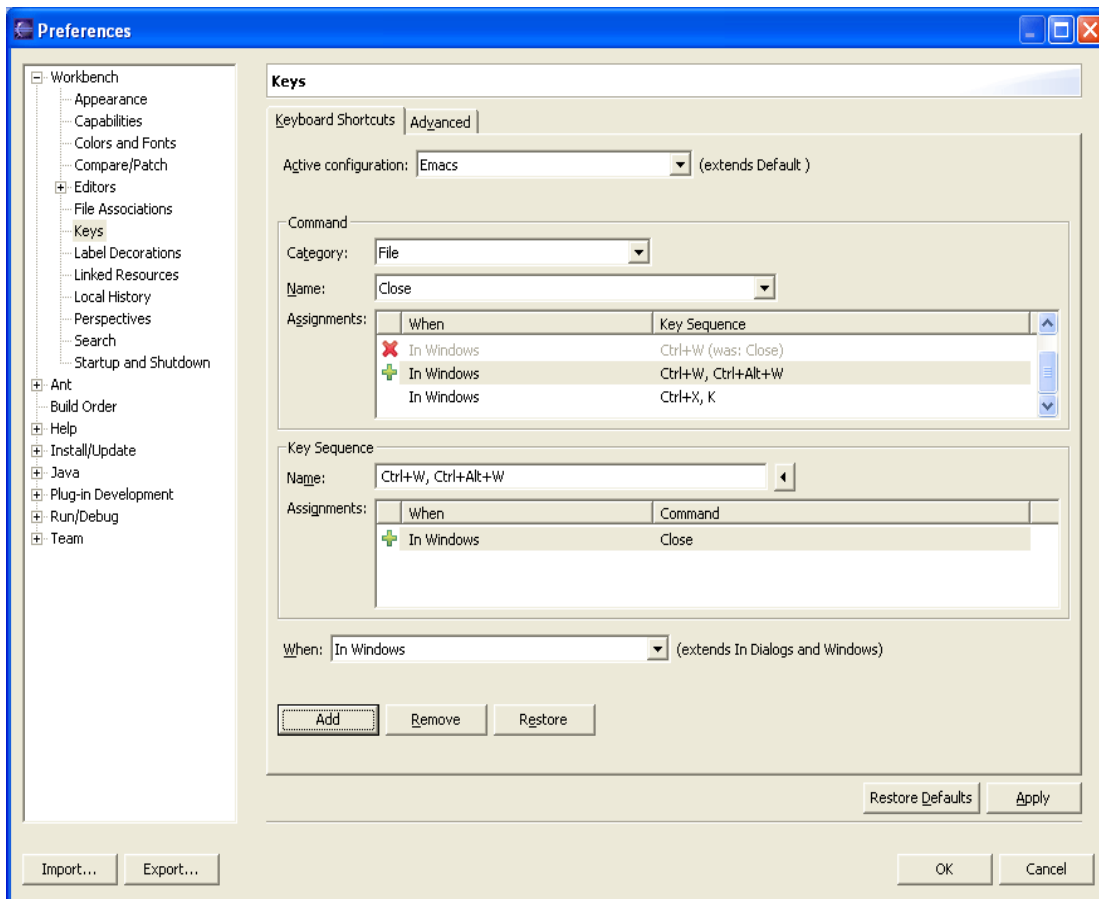 Preferences
Workbench
Appearance
Capabilities
Colors and Fonts
Compare/Patch
Editors
File Associations
Keys
Label Decorations
Linked Resources
Local History
Perspectives
Search
Startup and Shutdown
Ant
Build Order
Help
Install/Update
Java
Plug-in Development
Run/Debug
Team
Keys
Keyboard Shortcuts Advanced
Active configuration: Emacs (extends Default )
Command
Category: File
Name: Close
Assignments: When Key Sequence
In Windows Ctrl+W (was: Close)
In Windows Ctrl+W, Ctrl+Alt+W
In Windows Ctrl+X, K
Key Sequence
Name: Ctrl+W, Ctrl+Alt+W
Assignments: When Command
In Windows Close
When: In Windows (extends In Dialogs and Windows)
Add Remove Restore
Restore Defaults Apply
Import... Export... OK Cancel